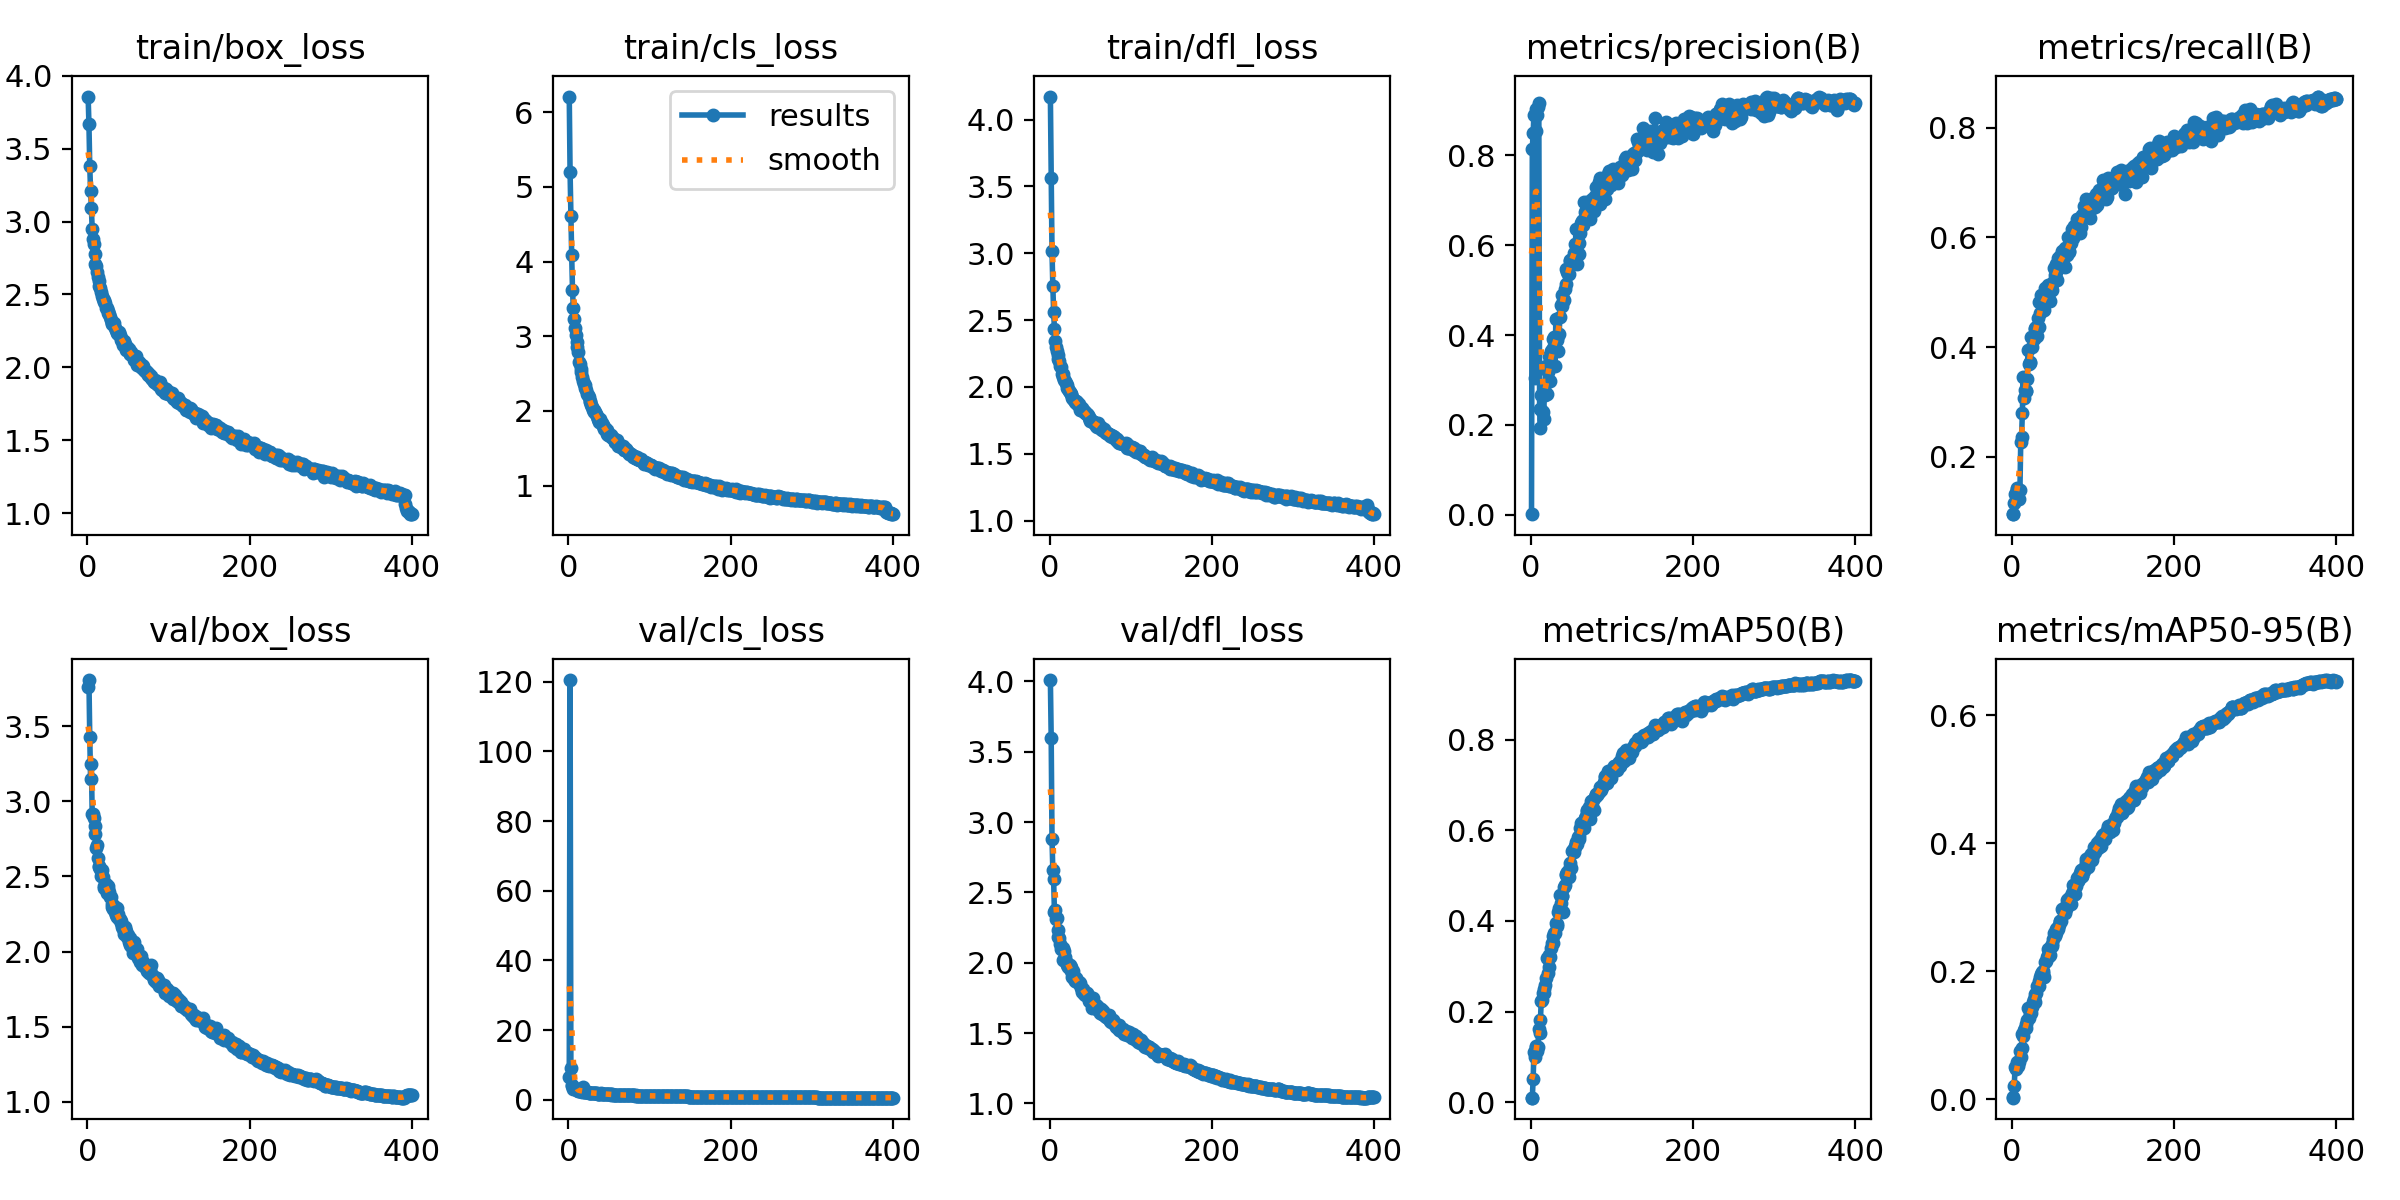 train/box_loss
train/cls_loss
train/dfl_loss
metrics/precision(B)
metrics/recall(B)
4.0
3.5
3.0
2.5
2.0
1.5
1.0
0 200 400
6
5
4
3
2
1
0 200 400
results
smooth
4.0
3.5
3.0
2.5
2.0
1.5
1.0
0 200 400
0.8
0.6
0.4
0.2
0.0
0 200 400
0.8
0.6
0.4
0.2
0 200 400
val/box_loss
val/cls_loss
val/dfl_loss
metrics/mAP50(B)
metrics/mAP50-95(B)
3.5
3.0
2.5
2.0
1.5
1.0
0 200 400
120
100
80
60
40
20
0
0 200 400
4.0
3.5
3.0
2.5
2.0
1.5
1.0
0 200 400
0.8
0.6
0.4
0.2
0.0
0 200 400
0.6
0.4
0.2
0.0
0 200 400